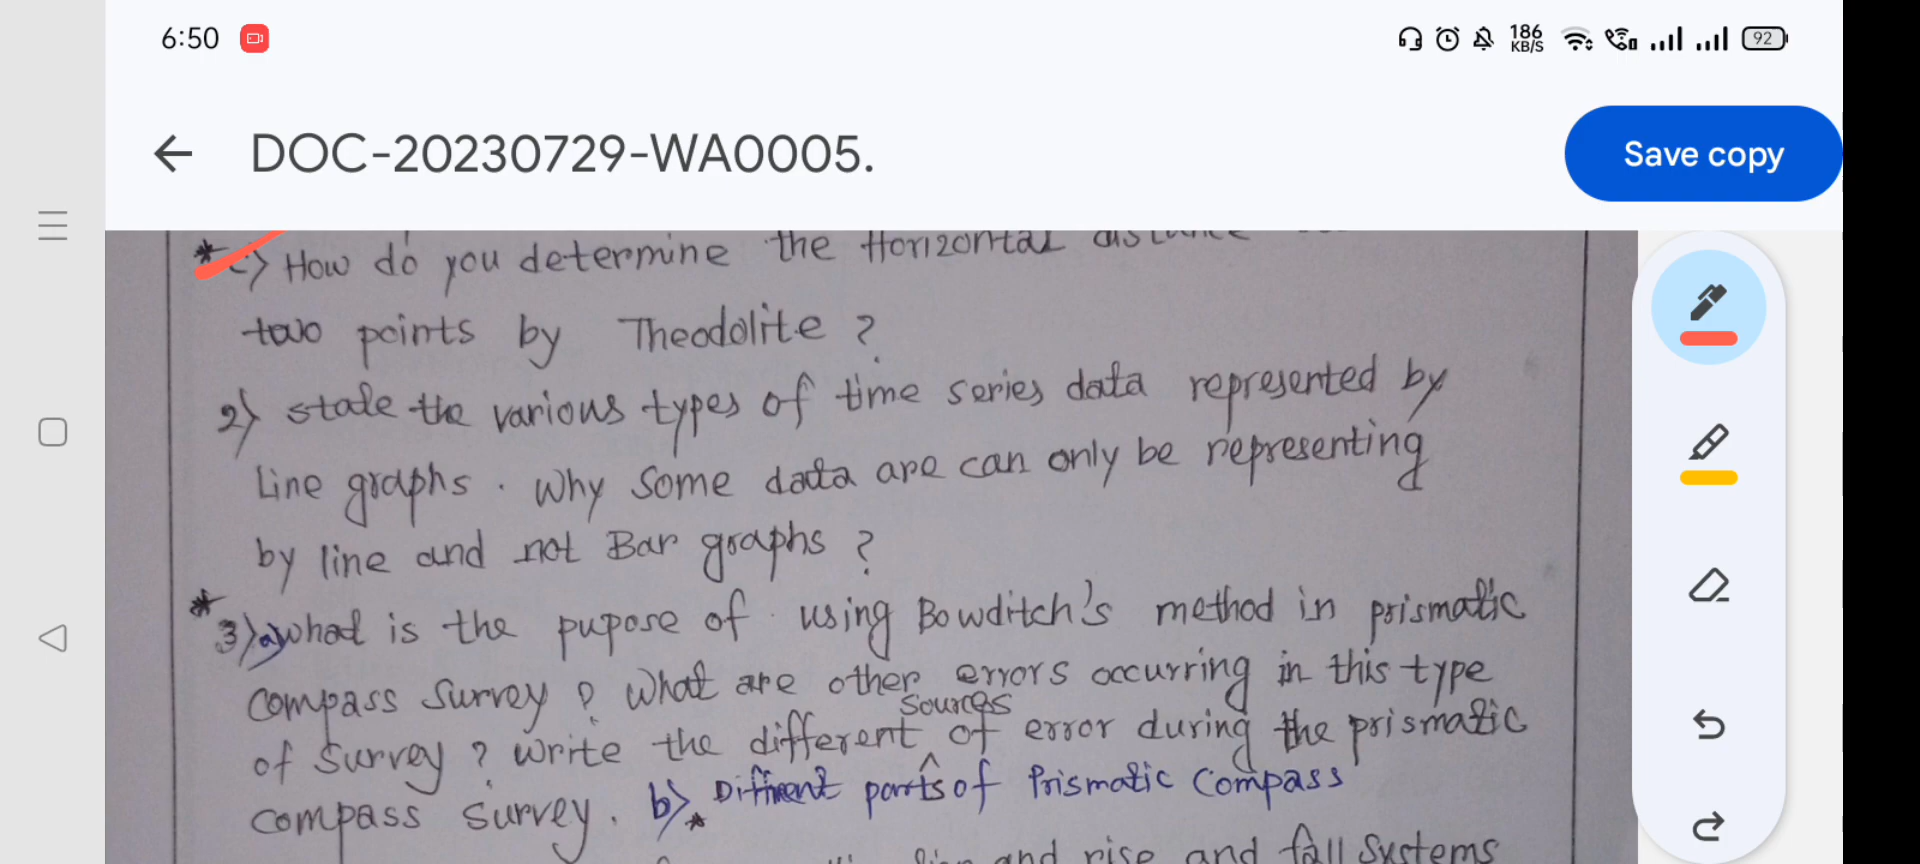 6:50
186 KB/S
92
DOC-20230729-WA0005.
Save copy
* c) How do you determine the Horizontal distance
two points by Theodolite ?
2) state the various types of time series data represented by
Line graphs. Why some data are can only be representing
by line and not Bar graphs ?
* 3) a) what is the pupose of using Bowditch's method in prismatic
compass survey ? What are other errors occurring in this type
of survey ? Write the different sources of error during the prismatic
compass survey. b) * Diffirent parts of Prismatic Compass
and rise and fall Systems